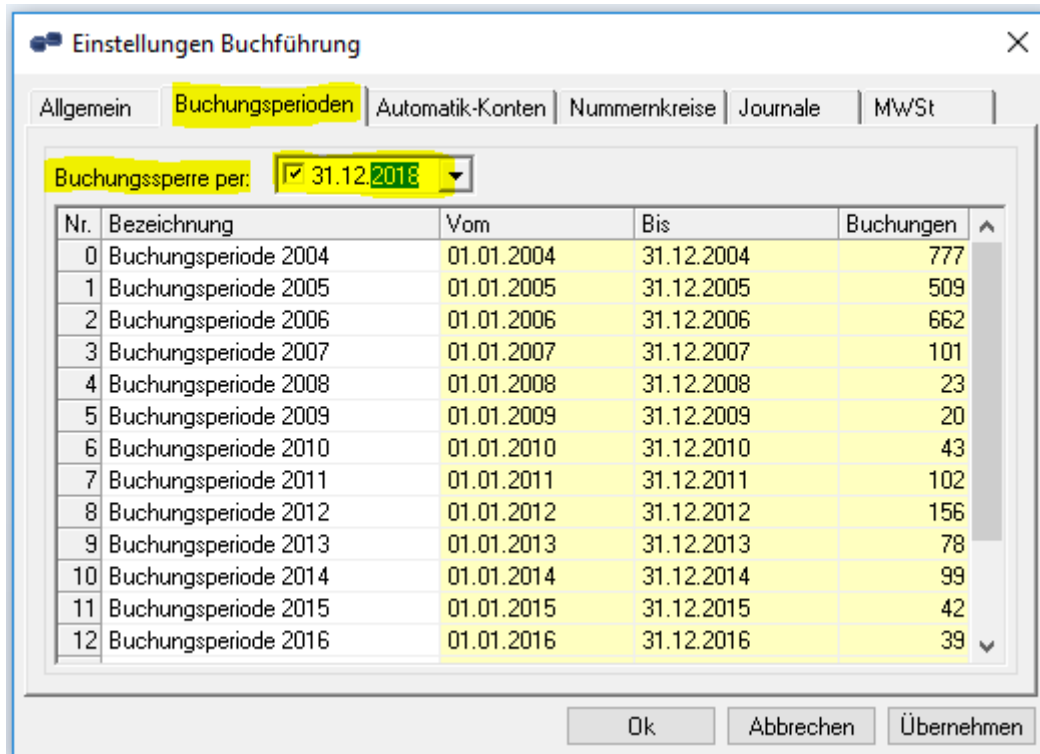 Einstellungen Buchführung
Allgemein Buchungsperioden Automatik-Konten Nummernkreise Journale MWSt
Buchungssperre per: 31.12.2018
Nr. Bezeichnung Vom Bis Buchungen
0 Buchungsperiode 2004 01.01.2004 31.12.2004 777
1 Buchungsperiode 2005 01.01.2005 31.12.2005 509
2 Buchungsperiode 2006 01.01.2006 31.12.2006 662
3 Buchungsperiode 2007 01.01.2007 31.12.2007 101
4 Buchungsperiode 2008 01.01.2008 31.12.2008 23
5 Buchungsperiode 2009 01.01.2009 31.12.2009 20
6 Buchungsperiode 2010 01.01.2010 31.12.2010 43
7 Buchungsperiode 2011 01.01.2011 31.12.2011 102
8 Buchungsperiode 2012 01.01.2012 31.12.2012 156
9 Buchungsperiode 2013 01.01.2013 31.12.2013 78
10 Buchungsperiode 2014 01.01.2014 31.12.2014 99
11 Buchungsperiode 2015 01.01.2015 31.12.2015 42
12 Buchungsperiode 2016 01.01.2016 31.12.2016 39
Ok Abbrechen Übernehmen